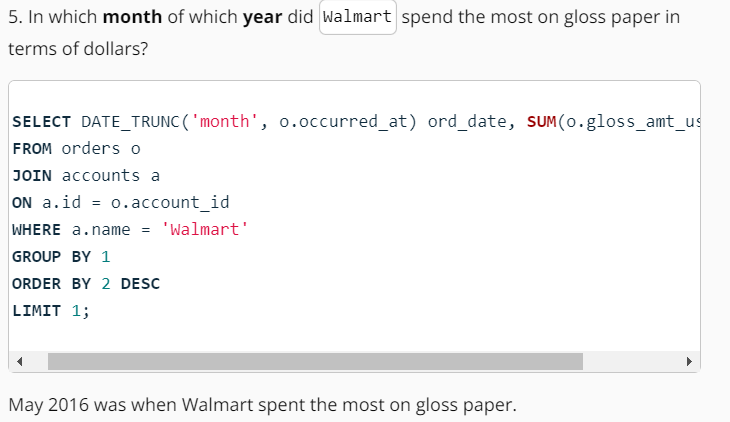 5. In which month of which year did Walmart spend the most on gloss paper in
terms of dollars?
SELECT DATE_TRUNC('month', o.occurred_at) ord_date, SUM(o.gloss_amt_us
FROM orders o
JOIN accounts a
ON a.id = o.account_id
WHERE a.name = 'Walmart'
GROUP BY 1
ORDER BY 2 DESC
LIMIT 1;
May 2016 was when Walmart spent the most on gloss paper.